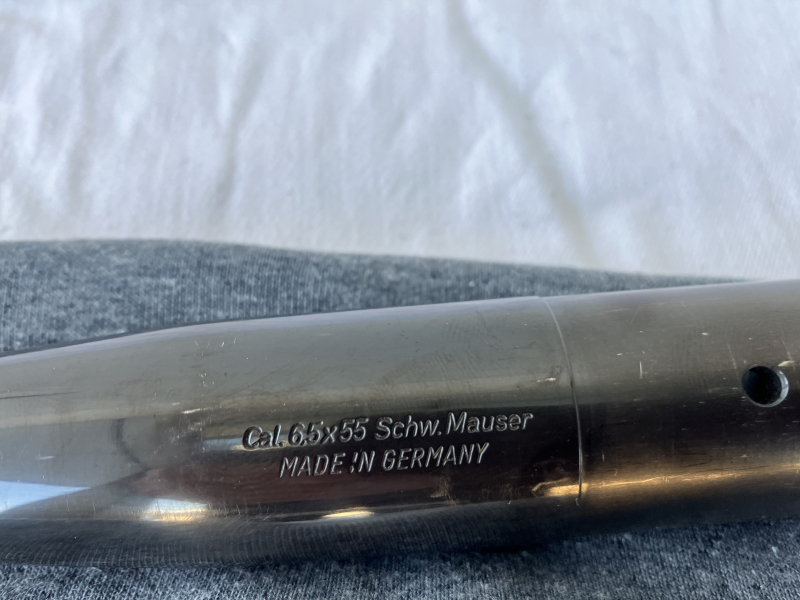 Cal. 6,5x55 Schw. Mauser
MADE IN GERMANY